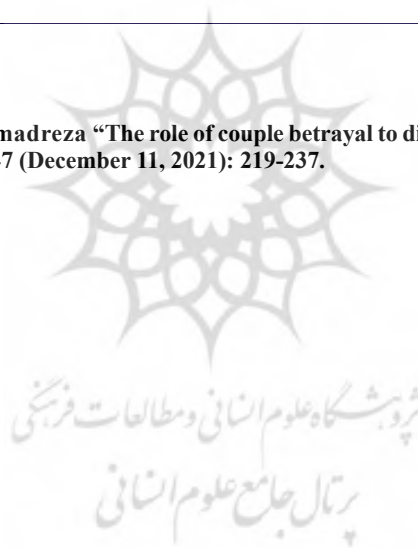 madreza “The role of couple betrayal to di
7 (December 11, 2021): 219-237.
پژوهشگاه علوم انسانی و مطالعات فرهنگی
پرتال جامع علوم انسانی